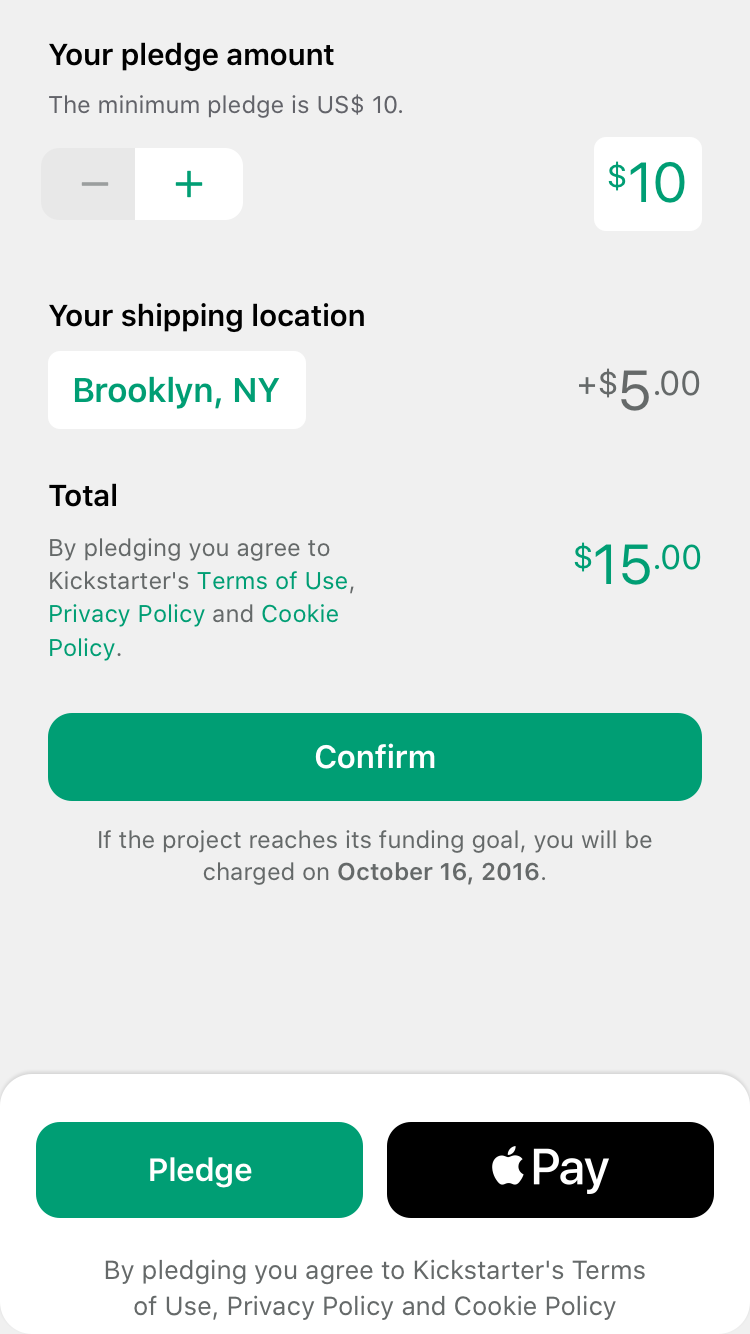 Your pledge amount
The minimum pledge is US$ 10.
− +
$10
Your shipping location
Brooklyn, NY
+$5.00
Total
By pledging you agree to
Kickstarter's Terms of Use,
Privacy Policy and Cookie
Policy.
$15.00
Confirm
If the project reaches its funding goal, you will be
charged on October 16, 2016.
Pledge
Pay
By pledging you agree to Kickstarter's Terms
of Use, Privacy Policy and Cookie Policy